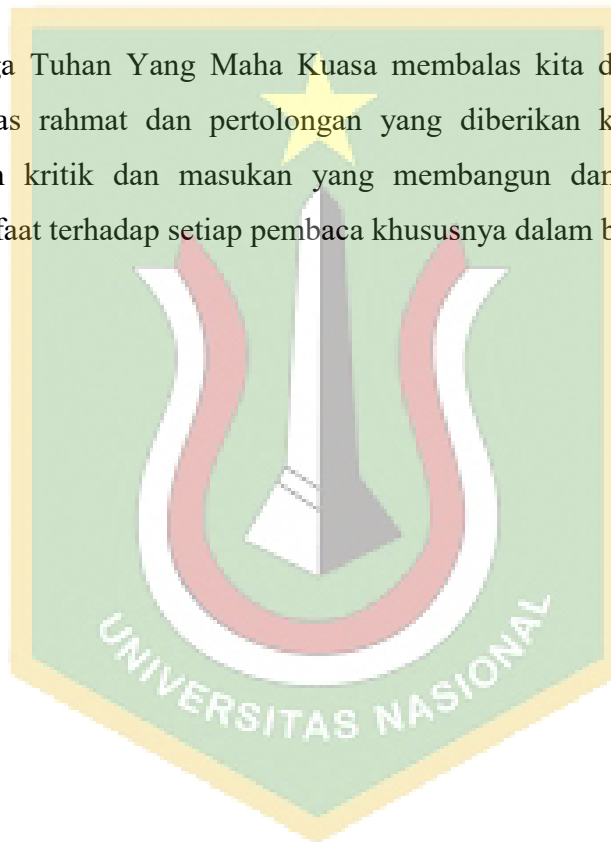 ga Tuhan Yang Maha Kuasa membalas kita d
as rahmat dan pertolongan yang diberikan k
n kritik dan masukan yang membangun dan
faat terhadap setiap pembaca khususnya dalam b
UNIVERSITAS NASIONAL